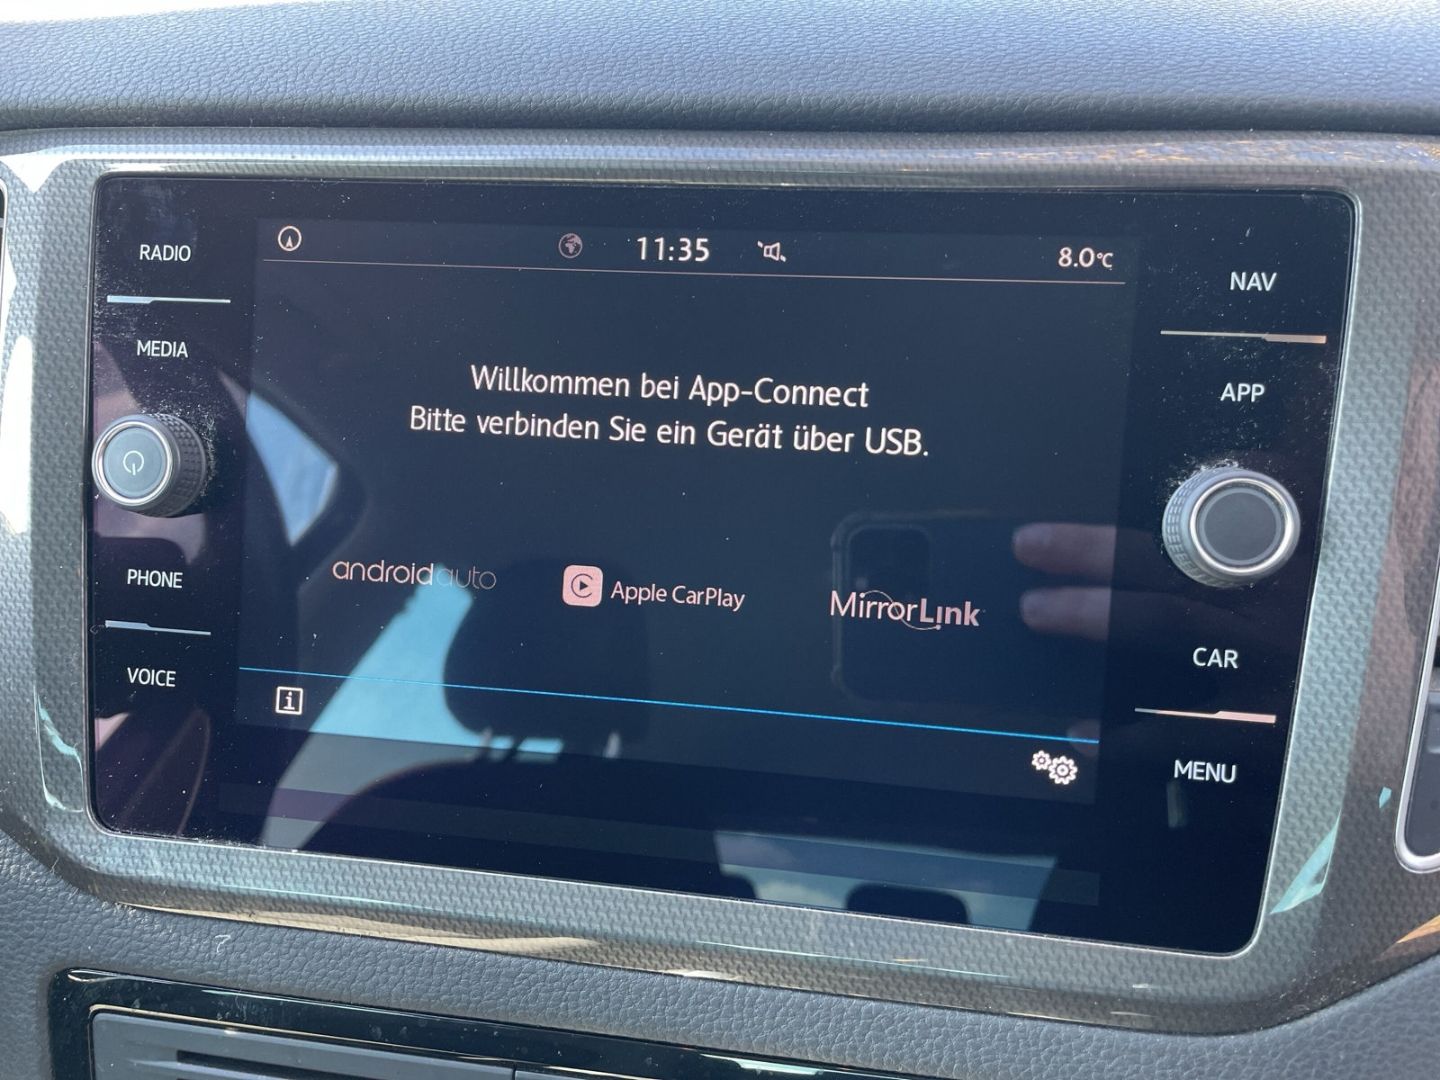 RADIO
MEDIA
PHONE
VOICE
11:35
8.0°C
Willkommen bei App-Connect
Bitte verbinden Sie ein Gerät über USB.
androidauto
Apple CarPlay
MirrorLink
i
NAV
APP
CAR
MENU